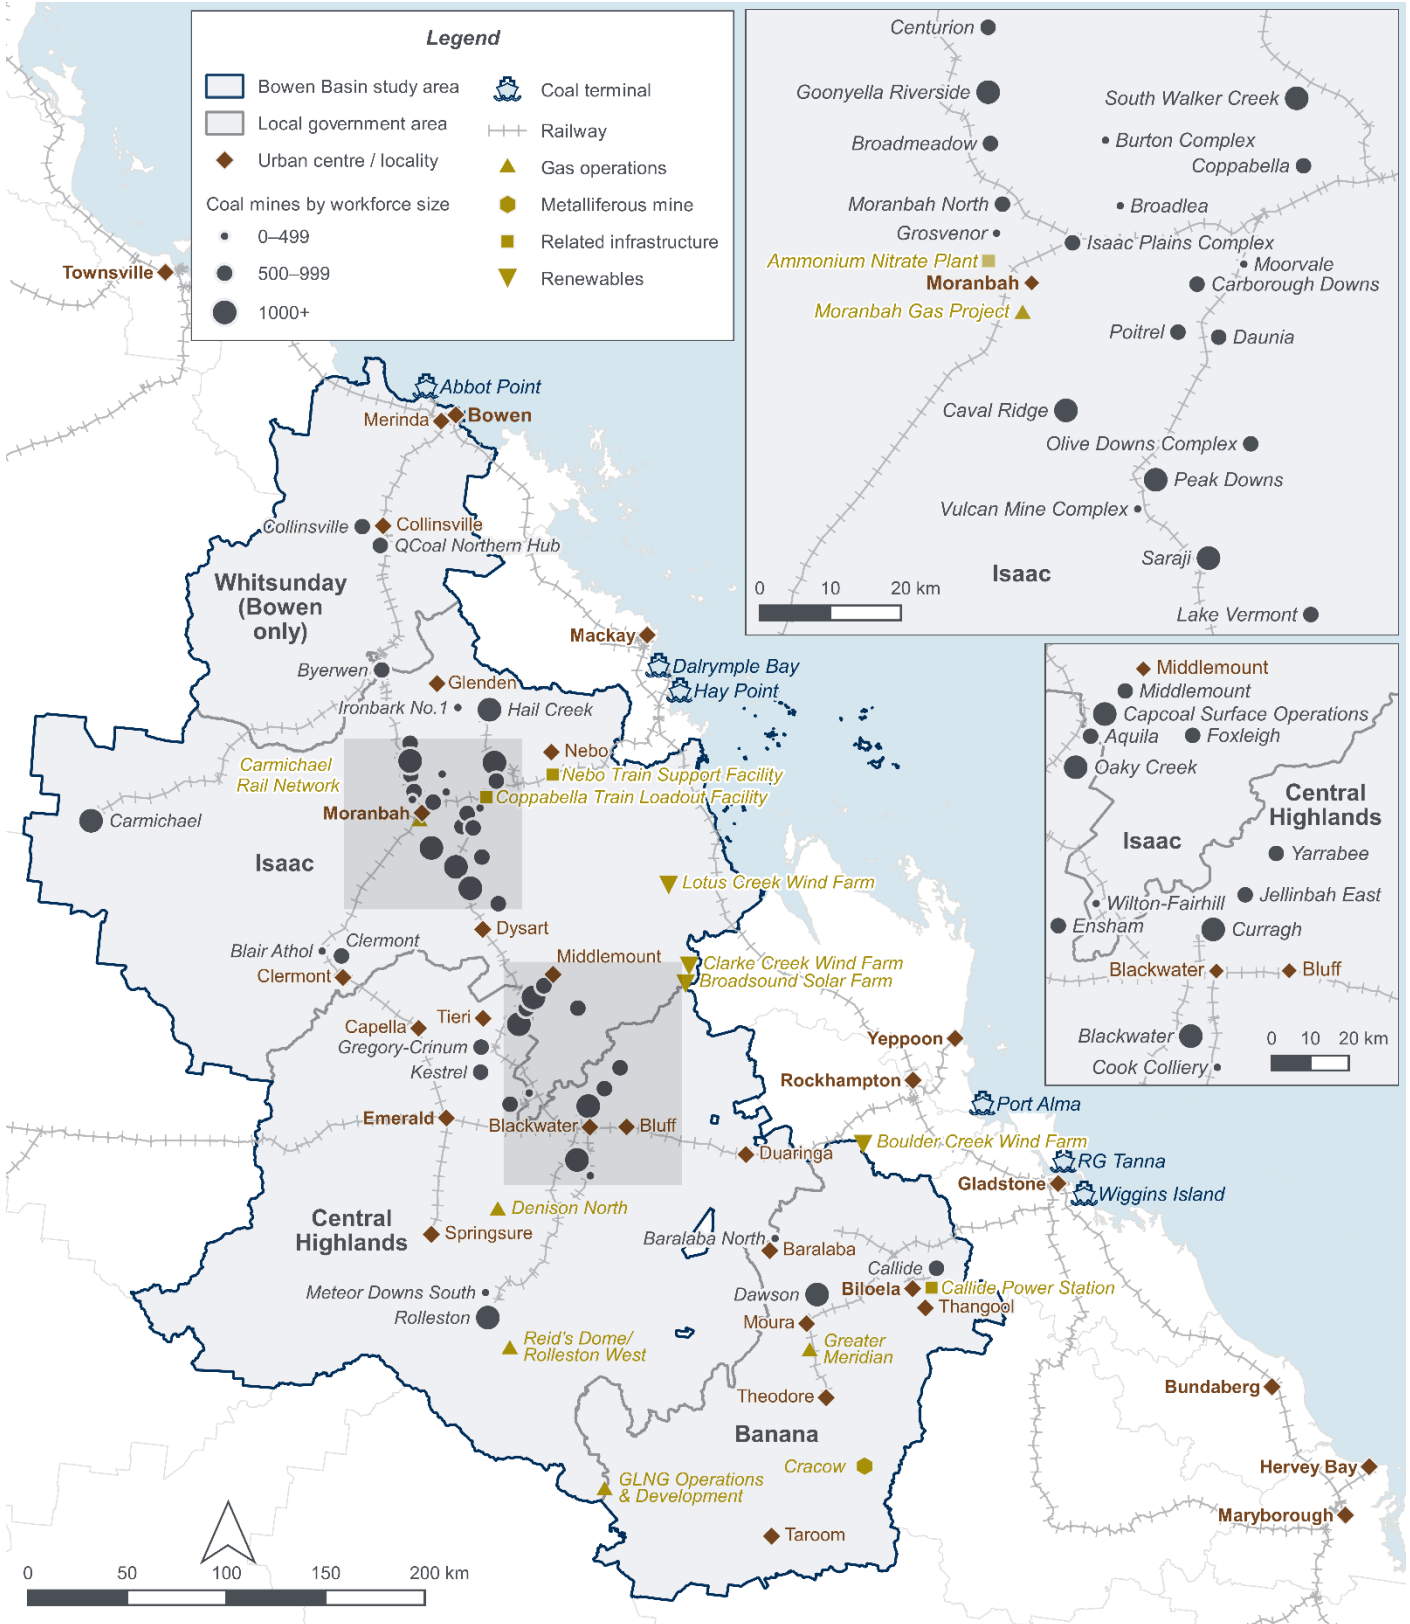 Legend
Bowen Basin study area
Local government area
Urban centre / locality
Coal mines by workforce size
0–499
500–999
1000+
Coal terminal
Railway
Gas operations
Metalliferous mine
Related infrastructure
Renewables
Centurion
Goonyella Riverside
South Walker Creek
Broadmeadow
Burton Complex
Coppabella
Moranbah North
Broadlea
Grosvenor
Isaac Plains Complex
Ammonium Nitrate Plant
Moorvale
Moranbah
Carborough Downs
Moranbah Gas Project
Poitrel
Daunia
Caval Ridge
Olive Downs Complex
Peak Downs
Vulcan Mine Complex
Saraji
Isaac
0
20 km
Lake Vermont
Townsville
Abbot Point
Merinda
Bowen
Collinsville
Collinsville
QCoal Northern Hub
Whitsunday
(Bowen
only)
Mackay
Byerwen
Dalrymple Bay
Glenden
Hay Point
Ironbark No.1
Hail Creek
Nebo
Carmichael
Rail Network
Nebo Train Support Facility
Coppabella Train Loadout Facility
Moranbah
Carmichael
Isaac
Lotus Creek Wind Farm
Dysart
Blair Athol
Clermont
Clermont
Middlemount
Clarke Creek Wind Farm
Broadsound Solar Farm
Tieri
Capella
Gregory-Crinum
Kestrel
Yeppoon
Rockhampton
Emerald
Blackwater
Bluff
Port Alma
Duaringa
Boulder Creek Wind Farm
RG Tanna
Gladstone
Wiggins Island
Denison North
Central
Highlands
Springsure
Baralaba North
Baralaba
Callide
Meteor Downs South
Dawson
Biloela
Callide Power Station
Rolleston
Thangool
Moura
Reid's Dome/
Rolleston West
Greater
Meridian
Theodore
Bundaberg
Banana
Cracow
Hervey Bay
GLNG Operations
& Development
Maryborough
Taroom
0
50
100
150
200 km
Middlemount
Middlemount
Capcoal Surface Operations
Aquila
Foxleigh
Oaky Creek
Central
Highlands
Isaac
Yarrabee
Jellinbah East
Wilton-Fairhill
Ensham
Curragh
Blackwater
Bluff
Blackwater
0
20 km
Cook Colliery